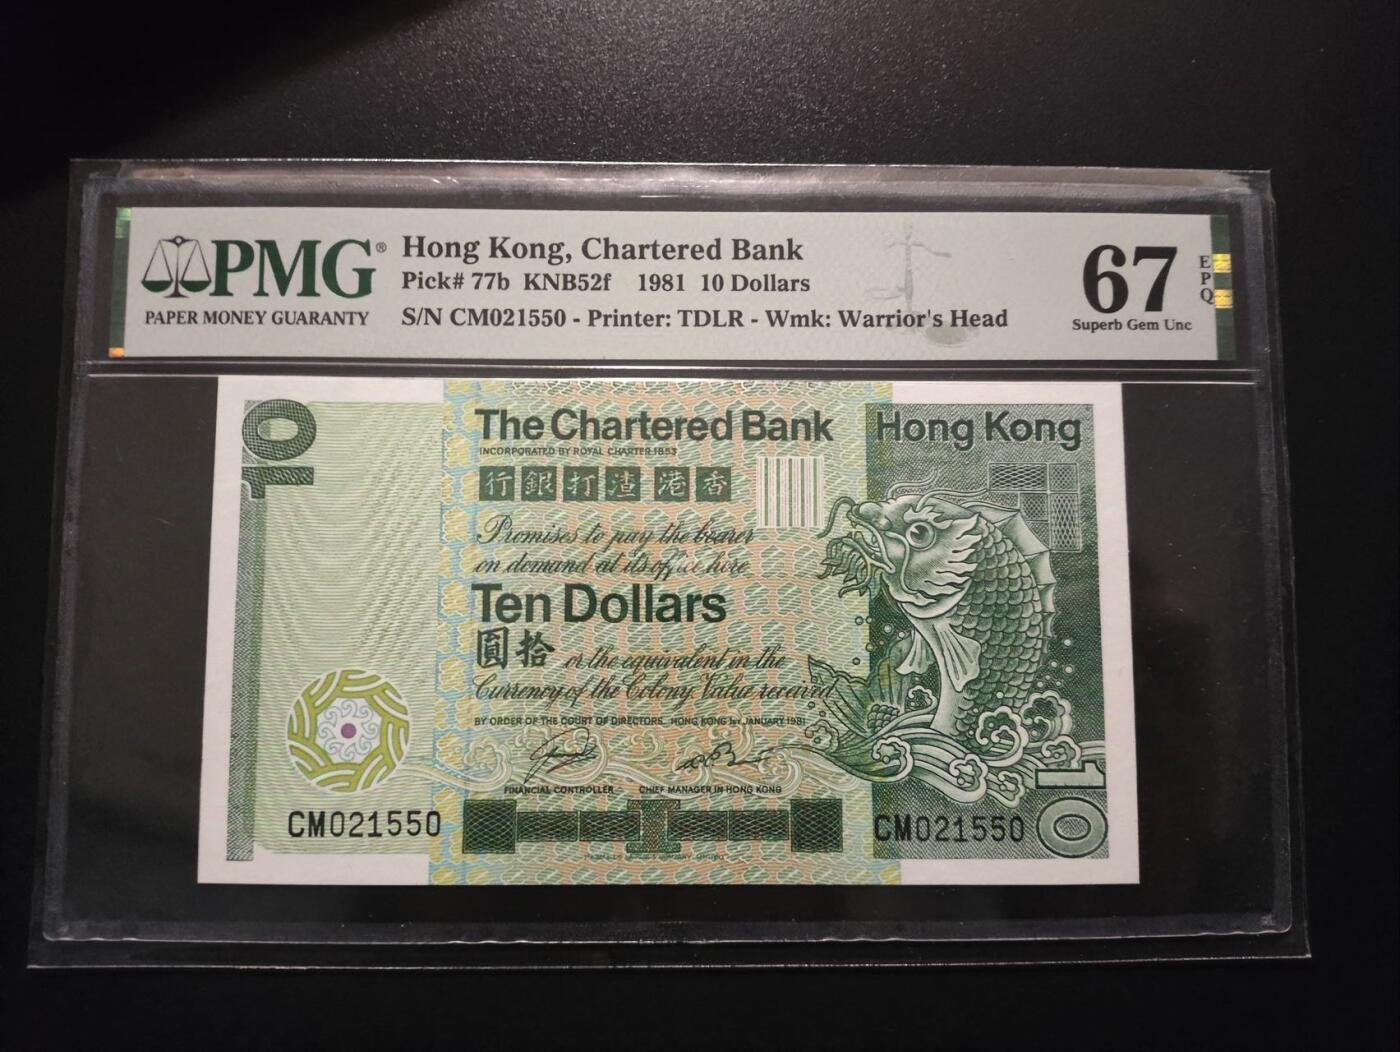 PMG®
PAPER MONEY GUARANTY
Hong Kong, Chartered Bank
Pick# 77b KNB52f 1981 10 Dollars
S/N CM021550 - Printer: TDLR - Wmk: Warrior's Head
67
EPQ
Superb Gem Unc
10
The Chartered Bank
Hong Kong
INCORPORATED BY ROYAL CHARTER 1853
行銀打渣 港香
Promises to pay the bearer
on demand at its office here
Ten Dollars
圓拾
or the equivalent in the
Currency of the Colony Value received
BY ORDER OF THE COURT OF DIRECTORS. HONG KONG 1st JANUARY 1981
FINANCIAL CONTROLLER
CHIEF MANAGER IN HONG KONG
CM021550
CM021550
10